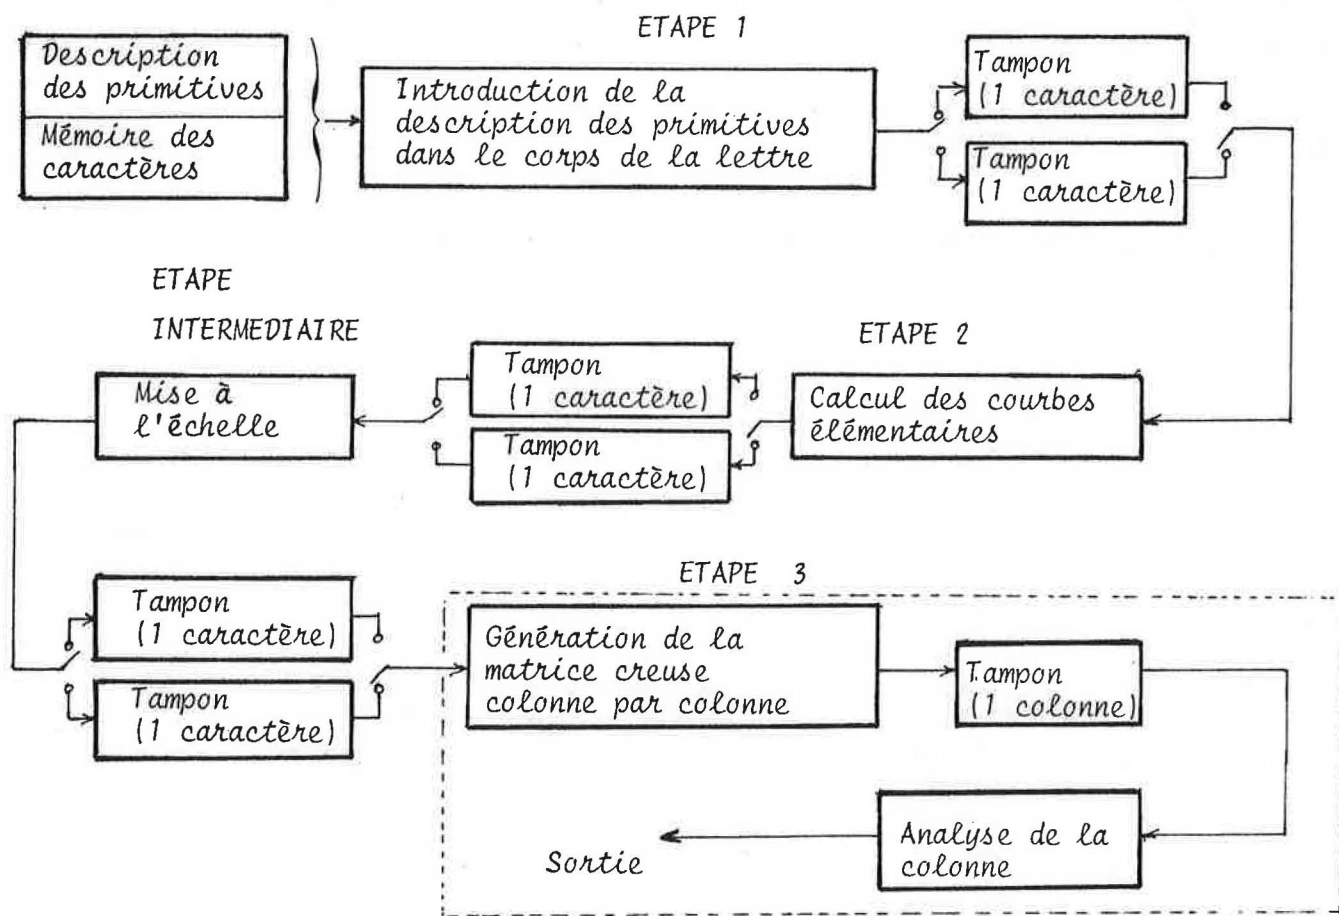 ETAPE 1
Description
des primitives
Mémoire des
caractères
Introduction de la
description des primitives
dans le corps de la lettre
Tampon
(1 caractère)
Tampon
(1 caractère)
ETAPE
INTERMEDIAIRE
Mise à
l'échelle
Tampon
(1 caractère)
Tampon
(1 caractère)
ETAPE 2
Calcul des courbes
élémentaires
Tampon
(1 caractère)
Tampon
(1 caractère)
ETAPE 3
Génération de la
matrice creuse
colonne par colonne
Tampon
(1 colonne)
Analyse de la
colonne
Sortie